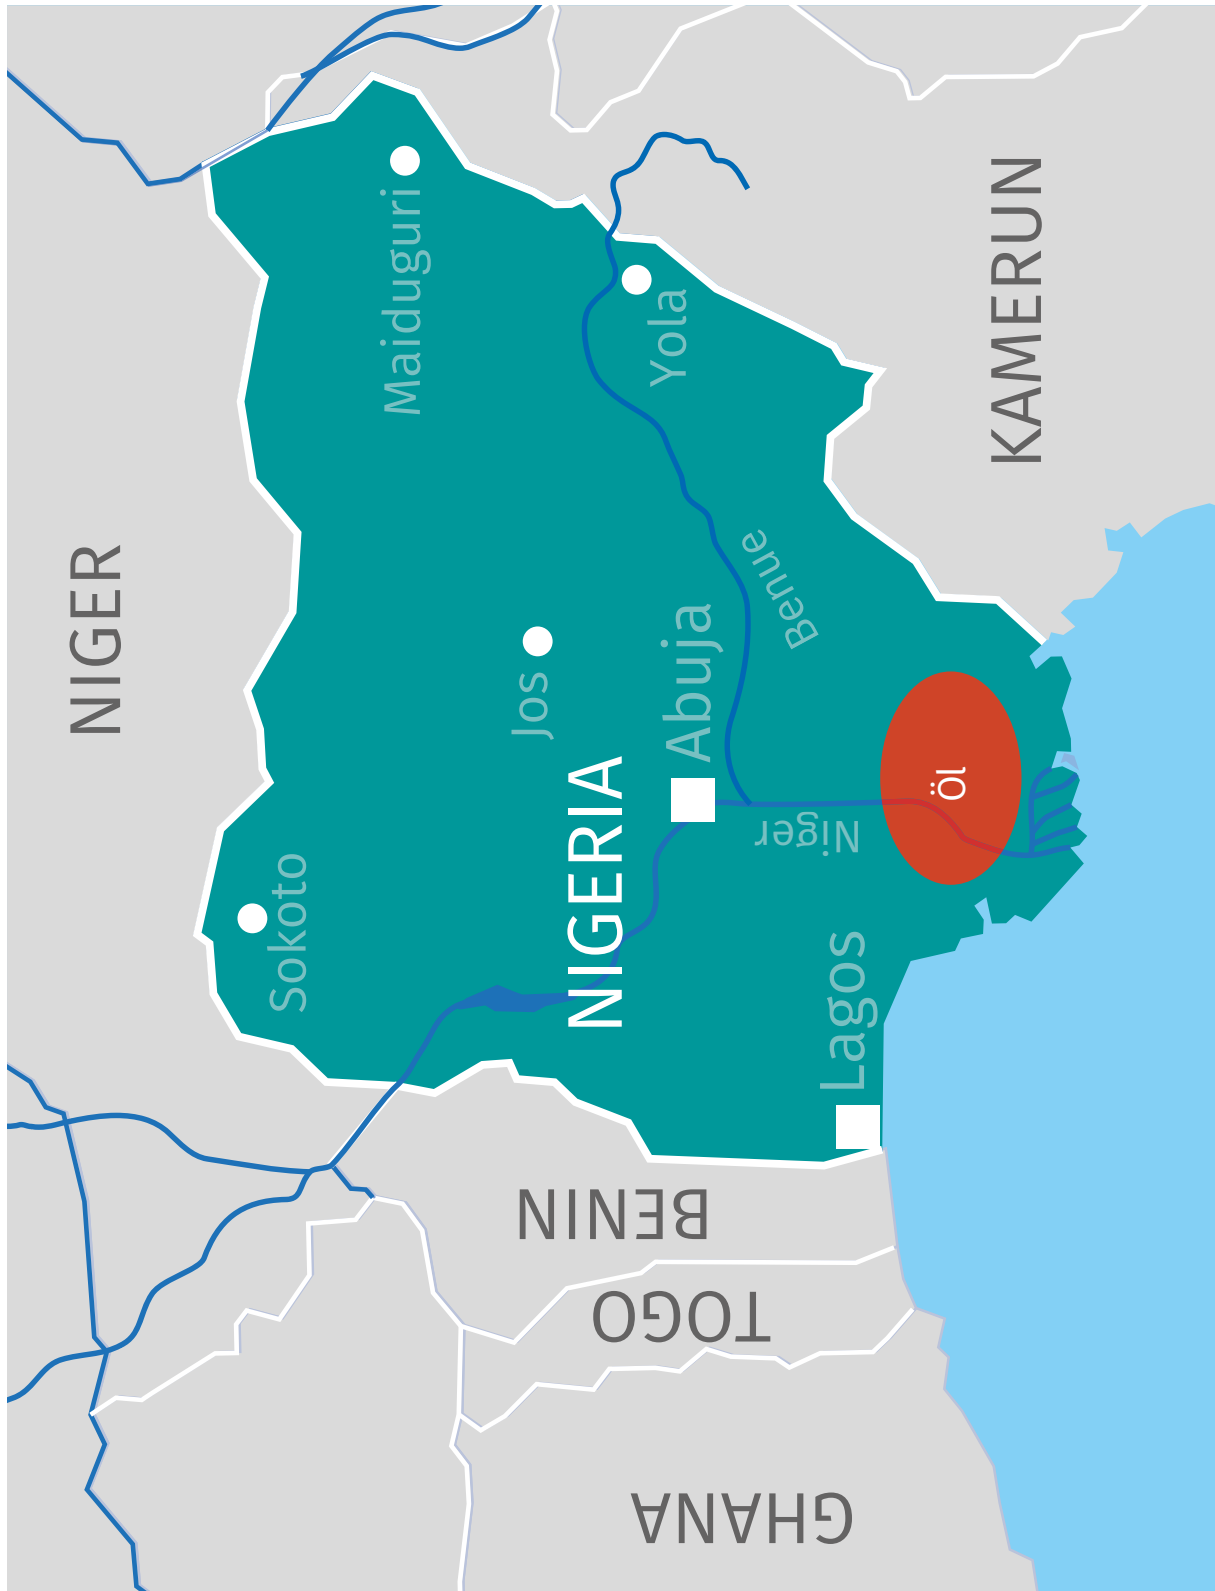 NIGER
Sokoto
Maiduguri
Jos
NIGERIA
Abuja
Yola
Benue
Niger
Lagos
Öl
KAMERUN
BENIN
TOGO
GHANA